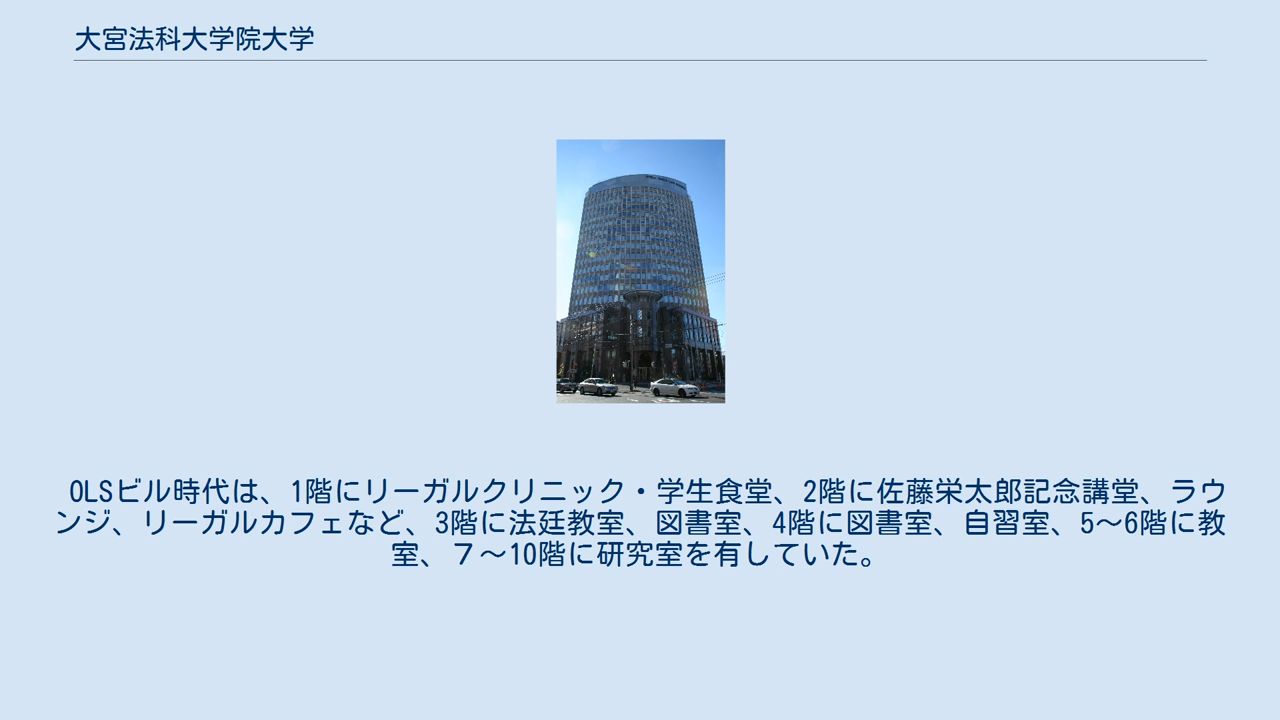 大宮法科大学院大学
OLSビル時代は、1階にリーガルクリニック・学生食堂、2階に佐藤栄太郎記念講堂、ラウ
ンジ、リーガルカフェなど、3階に法廷教室、図書室、4階に図書室、自習室、5〜6階に教
室、７〜10階に研究室を有していた。